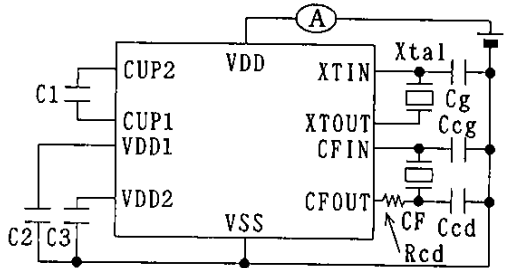 A
VDD
Xtal
CUP2
XTIN
C1
Cg
CUP1
XTOUT
Ccg
VDD1
CFIN
VDD2
CFOUT
C2
C3
VSS
CF
Ccd
Rcd